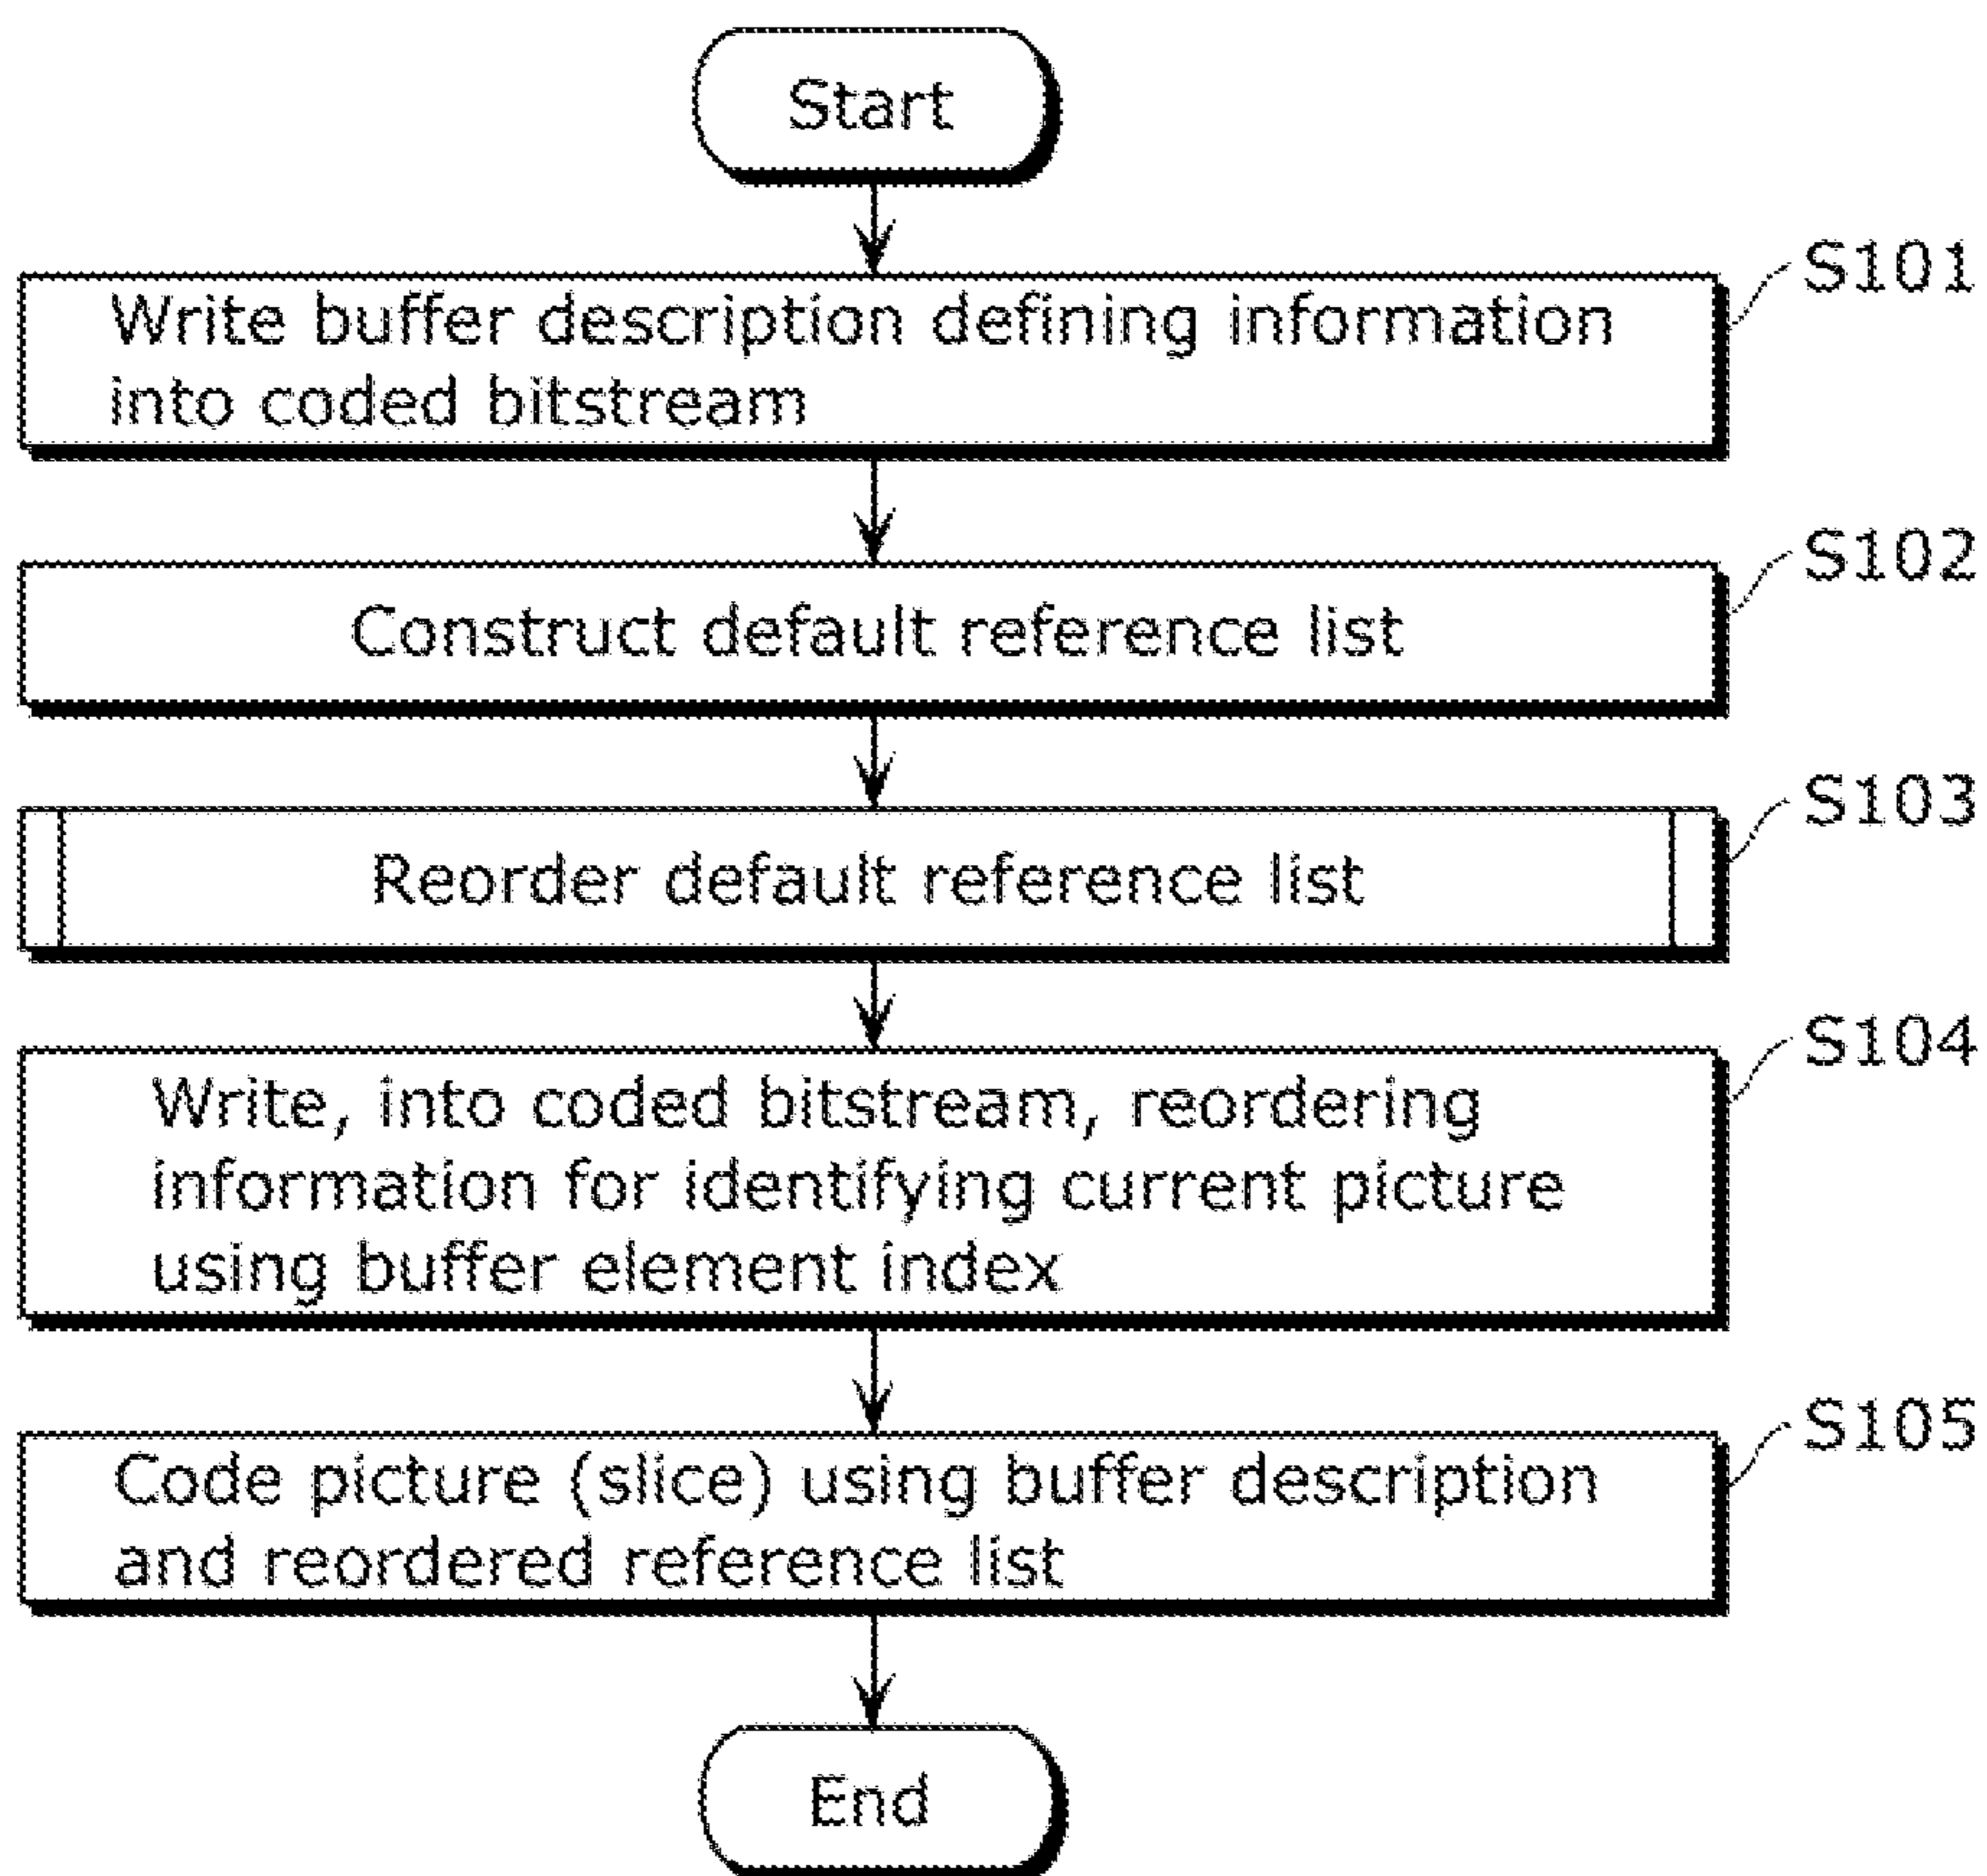 Start
S101
Write buffer description defining information
into coded bitstream
S102
Construct default reference list
S103
Reorder default reference list
S104
Write, into coded bitstream, reordering
information for identifying current picture
using buffer element index
S105
Code picture (slice) using buffer description
and reordered reference list
End